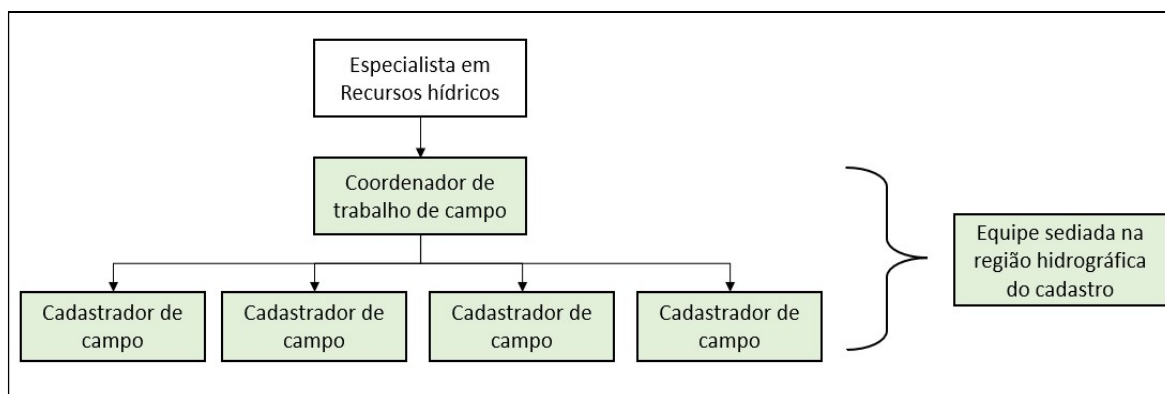 Especialista em
Recursos hídricos
Coordenador de
trabalho de campo
Equipe sediada na
região hidrográfica
do cadastro
Cadastrador de
campo
Cadastrador de
campo
Cadastrador de
campo
Cadastrador de
campo